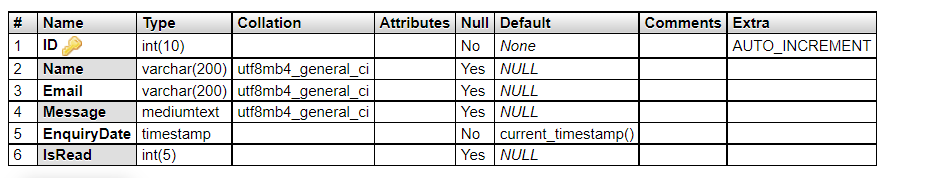 # Name Type Collation Attributes Null Default Comments Extra
1 ID int(10) No None AUTO_INCREMENT
2 Name varchar(200) utf8mb4_general_ci Yes NULL
3 Email varchar(200) utf8mb4_general_ci Yes NULL
4 Message mediumtext utf8mb4_general_ci Yes NULL
5 EnquiryDate timestamp No current_timestamp()
6 IsRead int(5) Yes NULL